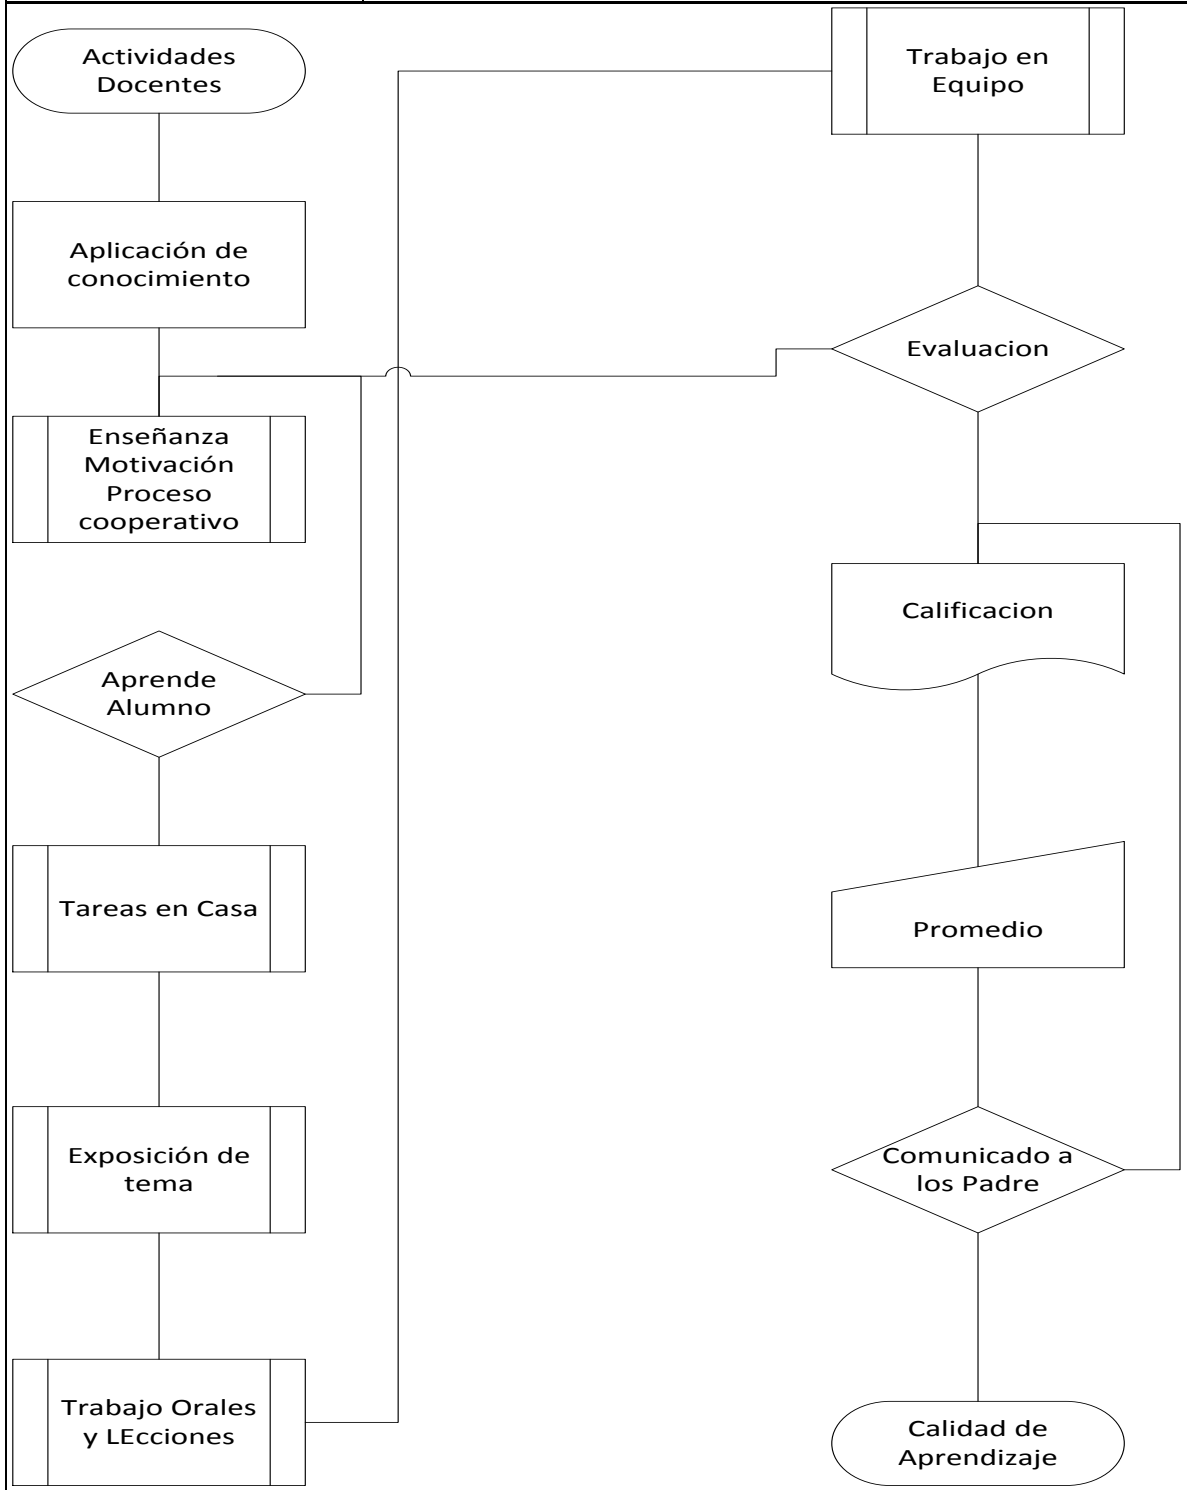 Actividades
Docentes
Aplicación de
conocimiento
Enseñanza
Motivación
Proceso
cooperativo
Aprende
Alumno
Tareas en Casa
Exposición de
tema
Trabajo Orales
y LEcciones
Trabajo en
Equipo
Evaluacion
Calificacion
Promedio
Comunicado a
los Padre
Calidad de
Aprendizaje